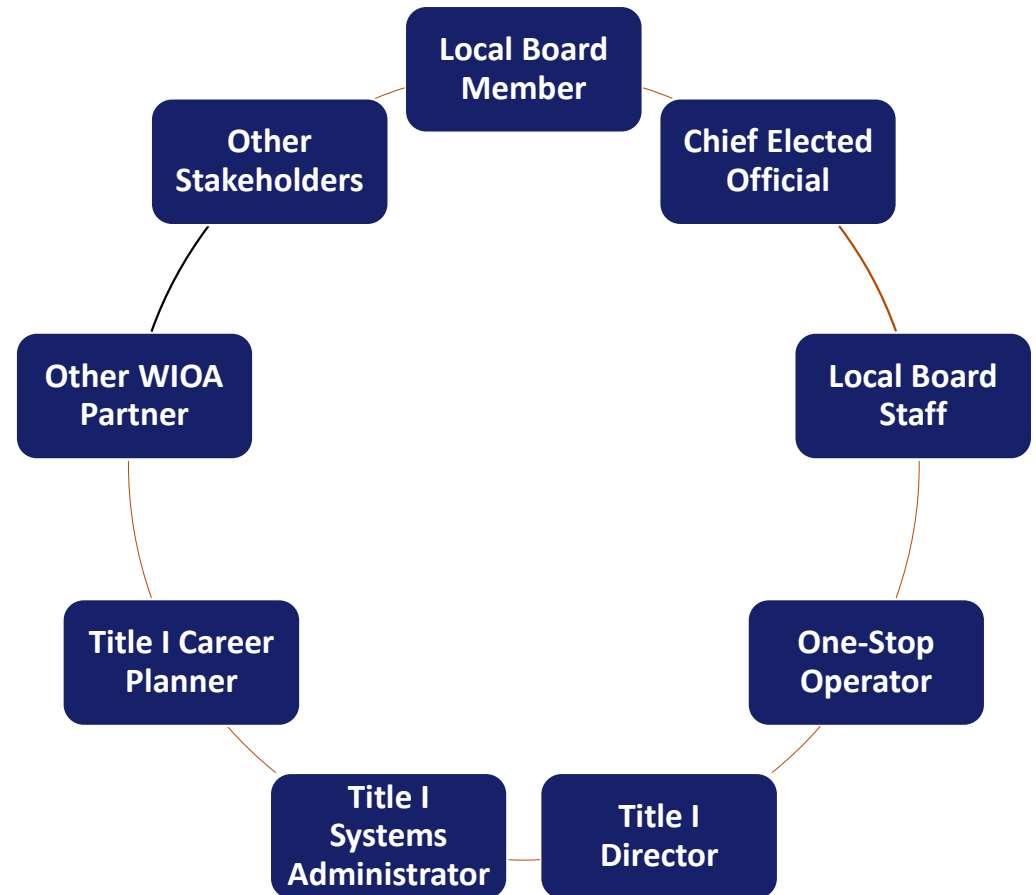 Local Board
Member
Chief Elected
Official
Local Board
Staff
One-Stop
Operator
Title I
Director
Title I
Systems
Administrator
Title I Career
Planner
Other WIOA
Partner
Other
Stakeholders